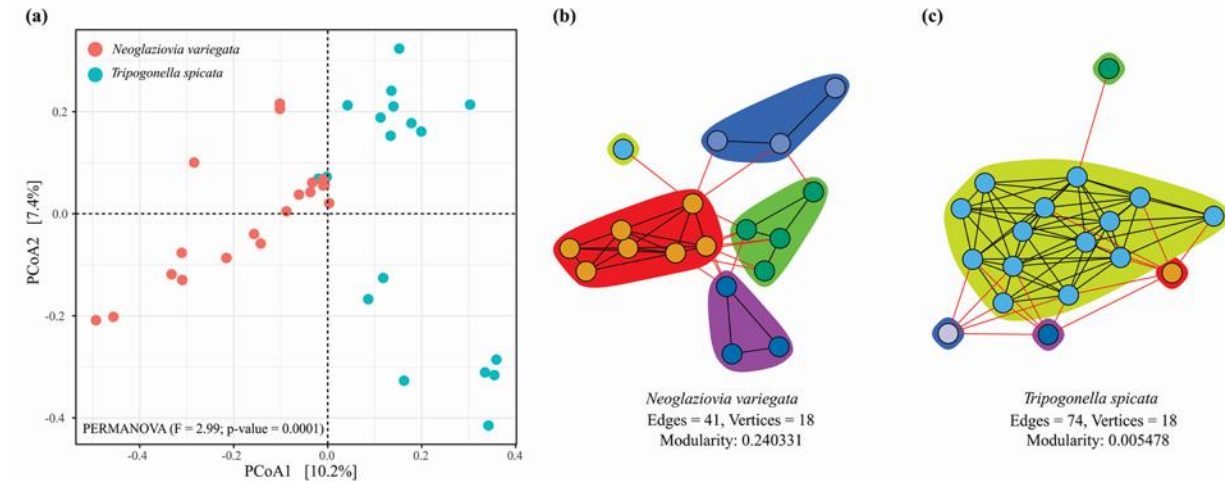 (a)
Neoglaziovia variegata
Tripogonella spicata
0.2
0.0
-0.2
-0.4
PCoA2 [7.4%]
PERMANOVA (F = 2.99; p-value = 0.0001)
-0.4
-0.2
0.0
0.2
0.4
PCoA1 [10.2%]
(b)
Neoglaziovia variegata
Edges = 41, Vertices = 18
Modularity: 0.240331
(c)
Tripogonella spicata
Edges = 74, Vertices = 18
Modularity: 0.005478